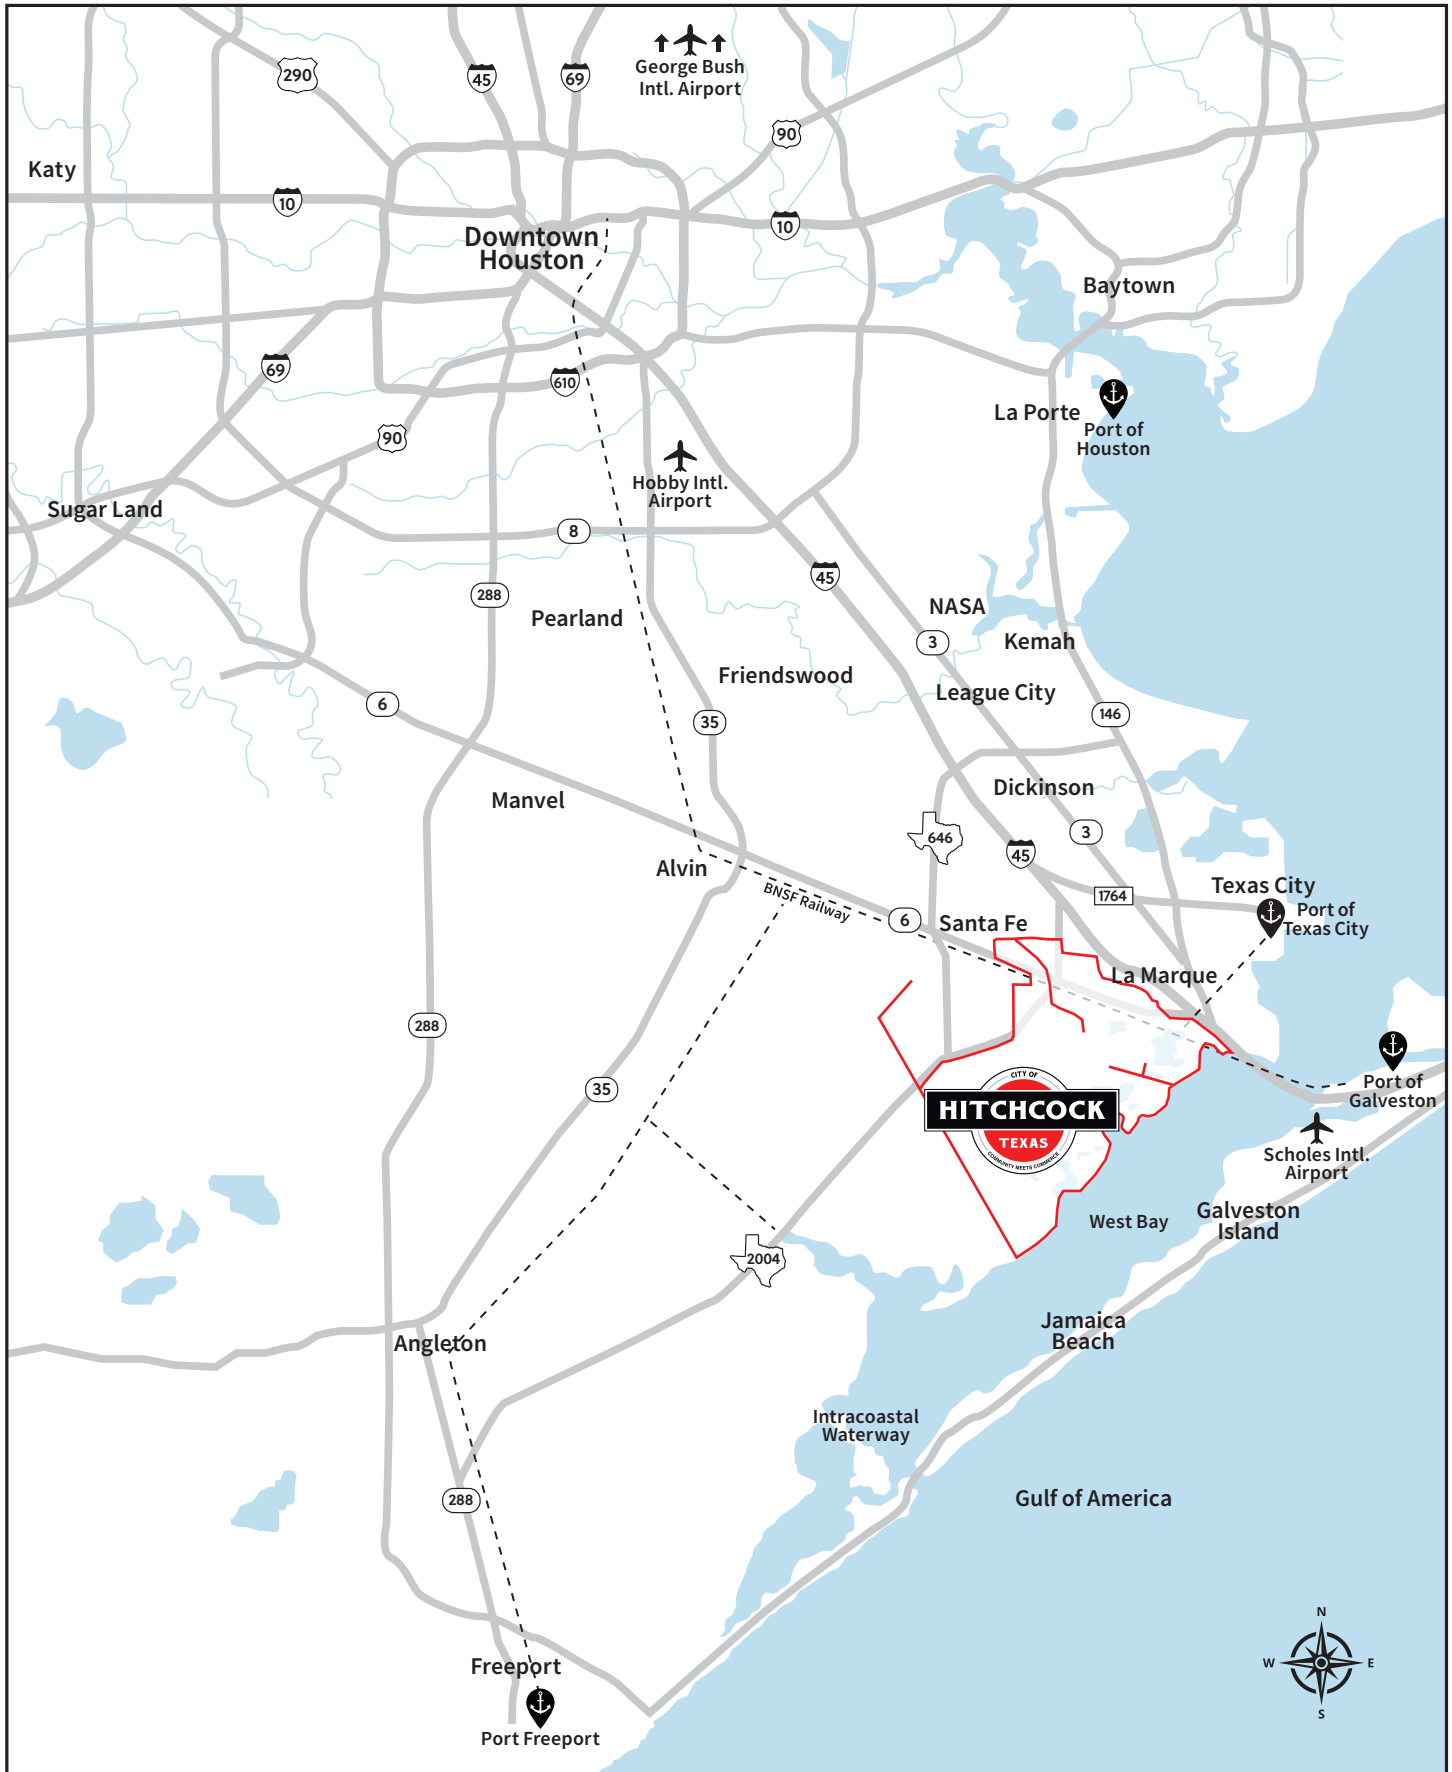 George Bush
Intl. Airport
290
45
69
90
Katy
10
10
Downtown
Houston
Baytown
69
610
90
La Porte
Port of
Houston
Hobby Intl.
Airport
Sugar Land
8
45
288
NASA
Pearland
3
Kemah
Friendswood
League City
6
35
146
Dickinson
Manvel
646
3
45
Alvin
BNSF Railway
Texas City
1764
Port of
Texas City
6
Santa Fe
La Marque
288
35
Port of
Galveston
CITY OF
HITCHCOCK
TEXAS
COMMUNITY MEETS COMMERCE
Scholes Intl.
Airport
West Bay
Galveston
Island
2004
Jamaica
Beach
Angleton
Intracoastal
Waterway
288
Gulf of America
N
W
E
S
Freeport
Port Freeport